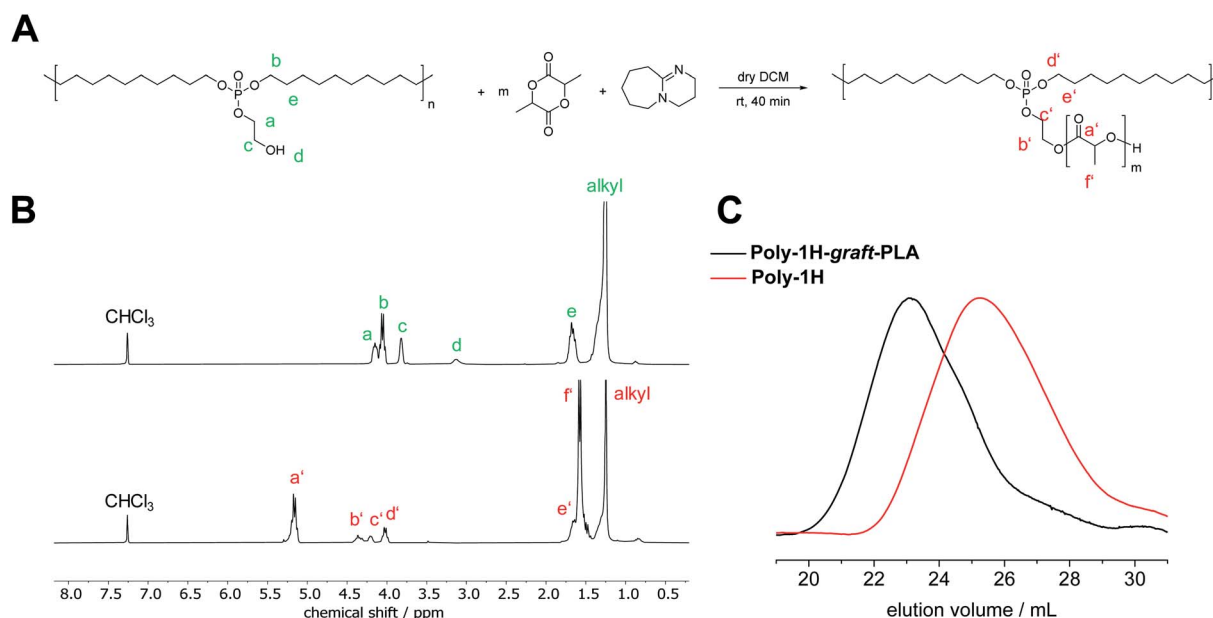 A
b
e
a
c
d
O
O
O
P
O
OH
n
+ m
O
O
O
O
+
N
N
dry DCM
rt, 40 min
d'
e'
c'
b'
a'
f'
O
O
O
P
O
O
O
O
H
m
n
B
CHCl3
a
b
c
d
e
alkyl
CHCl3
a'
b'
c'
d'
e'
f'
alkyl
8.0 7.5 7.0 6.5 6.0 5.5 5.0 4.5 4.0 3.5 3.0 2.5 2.0 1.5 1.0 0.5
chemical shift / ppm
C
Poly-1H-graft-PLA
Poly-1H
20 22 24 26 28 30
elution volume / mL